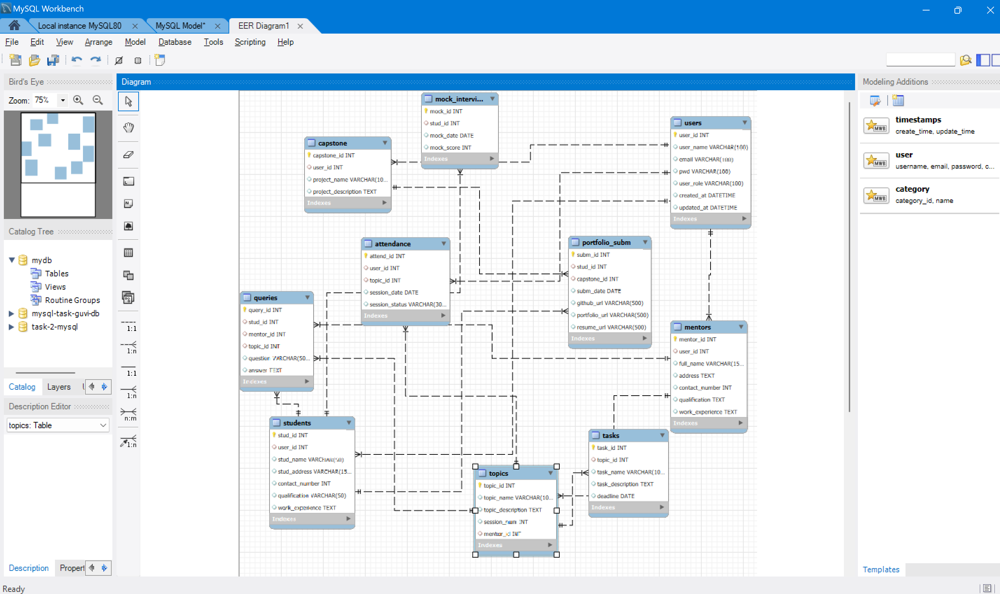 MySQL Workbench
Local instance MySQL80
MySQL Model*
EER Diagram1
File Edit View Arrange Model Database Tools Scripting Help
Bird's Eye
Zoom: 75%
Catalog Tree
mydb
Tables
Views
Routine Groups
mysql-task-guvi-db
task-2-mysql
Catalog Layers
Description Editor
topics: Table
Description Propert
Ready
Diagram
1:1
1:n
1:1
1:n
n:m
1:n
mock_intervi...
mock_id INT
stud_id INT
mock_date DATE
mock_score INT
Indexes
capstone
capstone_id INT
user_id INT
project_name VARCHAR(10...
project_description TEXT
Indexes
users
user_id INT
user_name VARCHAR(100)
email VARCHAR(100)
pwd VARCHAR(100)
user_role VARCHAR(100)
created_at DATETIME
updated_at DATETIME
Indexes
attendance
attend_id INT
user_id INT
topic_id INT
session_date DATE
session_status VARCHAR(30...
Indexes
portfolio_subm
subm_id INT
stud_id INT
capstone_id INT
subm_date DATE
github_url VARCHAR(500)
portfolio_url VARCHAR(500)
resume_url VARCHAR(500)
Indexes
queries
query_id INT
stud_id INT
mentor_id INT
topic_id INT
question VARCHAR(50...
answer TEXT
Indexes
mentors
mentor_id INT
user_id INT
full_name VARCHAR(15...
address TEXT
contact_number INT
qualification TEXT
work_experience TEXT
Indexes
students
stud_id INT
user_id INT
stud_name VARCHAR(50)
stud_address VARCHAR(15...
contact_number INT
qualification VARCHAR(50)
work_experience TEXT
Indexes
tasks
task_id INT
topic_id INT
task_name VARCHAR(10...
task_description TEXT
deadline DATE
Indexes
topics
topic_id INT
topic_name VARCHAR(10...
topic_description TEXT
session_num INT
mentor_id INT
Indexes
Modeling Additions
MWB
timestamps
create_time, update_time
MWB
user
username, email, password, c...
MWB
category
category_id, name
Templates